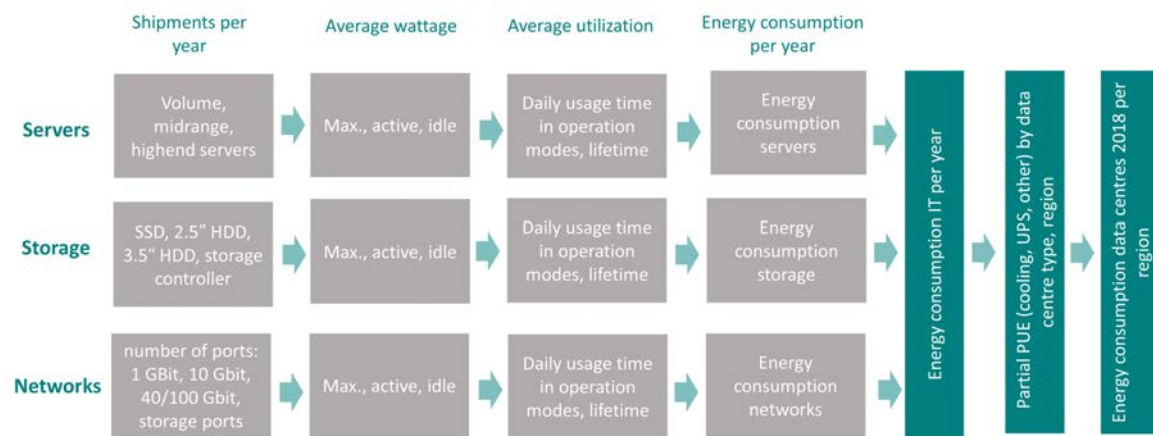 Shipments per
year
Average wattage
Average utilization
Energy consumption
per year
Servers
Volume,
midrange,
highend servers
Max., active, idle
Daily usage time
in operation
modes, lifetime
Energy
consumption
servers
Storage
SSD, 2.5" HDD,
3.5" HDD, storage
controller
Max., active, idle
Daily usage time
in operation
modes, lifetime
Energy
consumption
storage
Networks
number of ports:
1 GBit, 10 Gbit,
40/100 Gbit,
storage ports
Max., active, idle
Daily usage time
in operation
modes, lifetime
Energy
consumption
networks
Energy consumption IT per year
Partial PUE (cooling, UPS, other) by data
centre type, region
Energy consumption data centres 2018 per
region